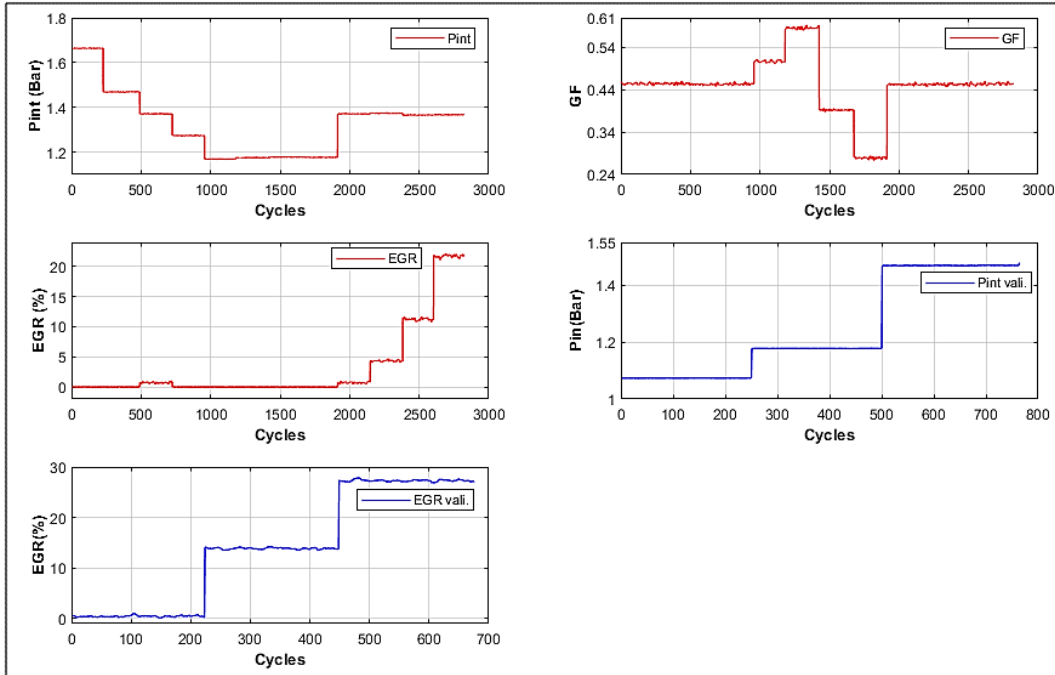 1.8
1.6
1.4
1.2
Pint (Bar)
Pint
0 500 1000 1500 2000 2500 3000
Cycles
0.61
0.54
0.44
0.34
0.24
GF
GF
0 500 1000 1500 2000 2500 3000
Cycles
20
15
10
5
0
EGR (%)
EGR
0 500 1000 1500 2000 2500 3000
Cycles
1.55
1.4
1.2
1
Pin(Bar)
Pint vali.
0 100 200 300 400 500 600 700 800
Cycles
30
20
10
0
EGR(%)
EGR vali.
0 100 200 300 400 500 600 700
Cycles